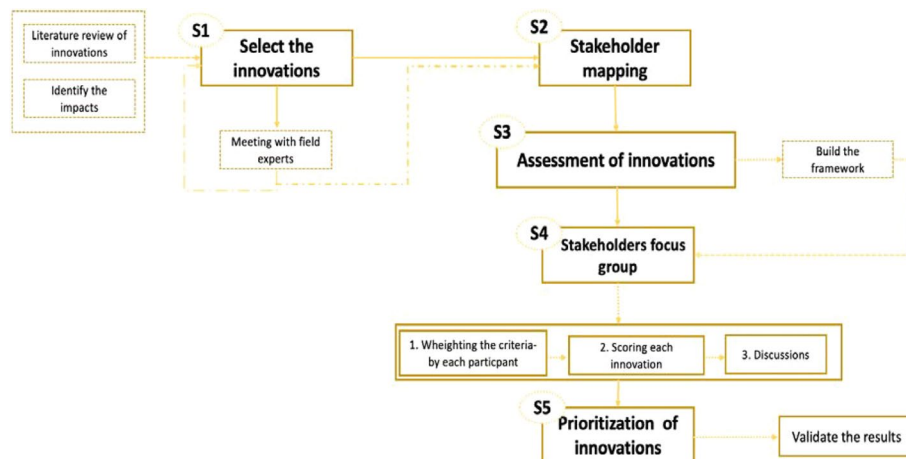 Literature review of
innovations
Identify the
impacts
S1
Select the
innovations
Meeting with field
experts
S2
Stakeholder
mapping
S3
Assessment of innovations
Build the
framework
S4
Stakeholders focus
group
1. Wheighting the criteria-
by each particpant
2. Scoring each
innovation
3. Discussions
S5
Prioritization of
innovations
Validate the results